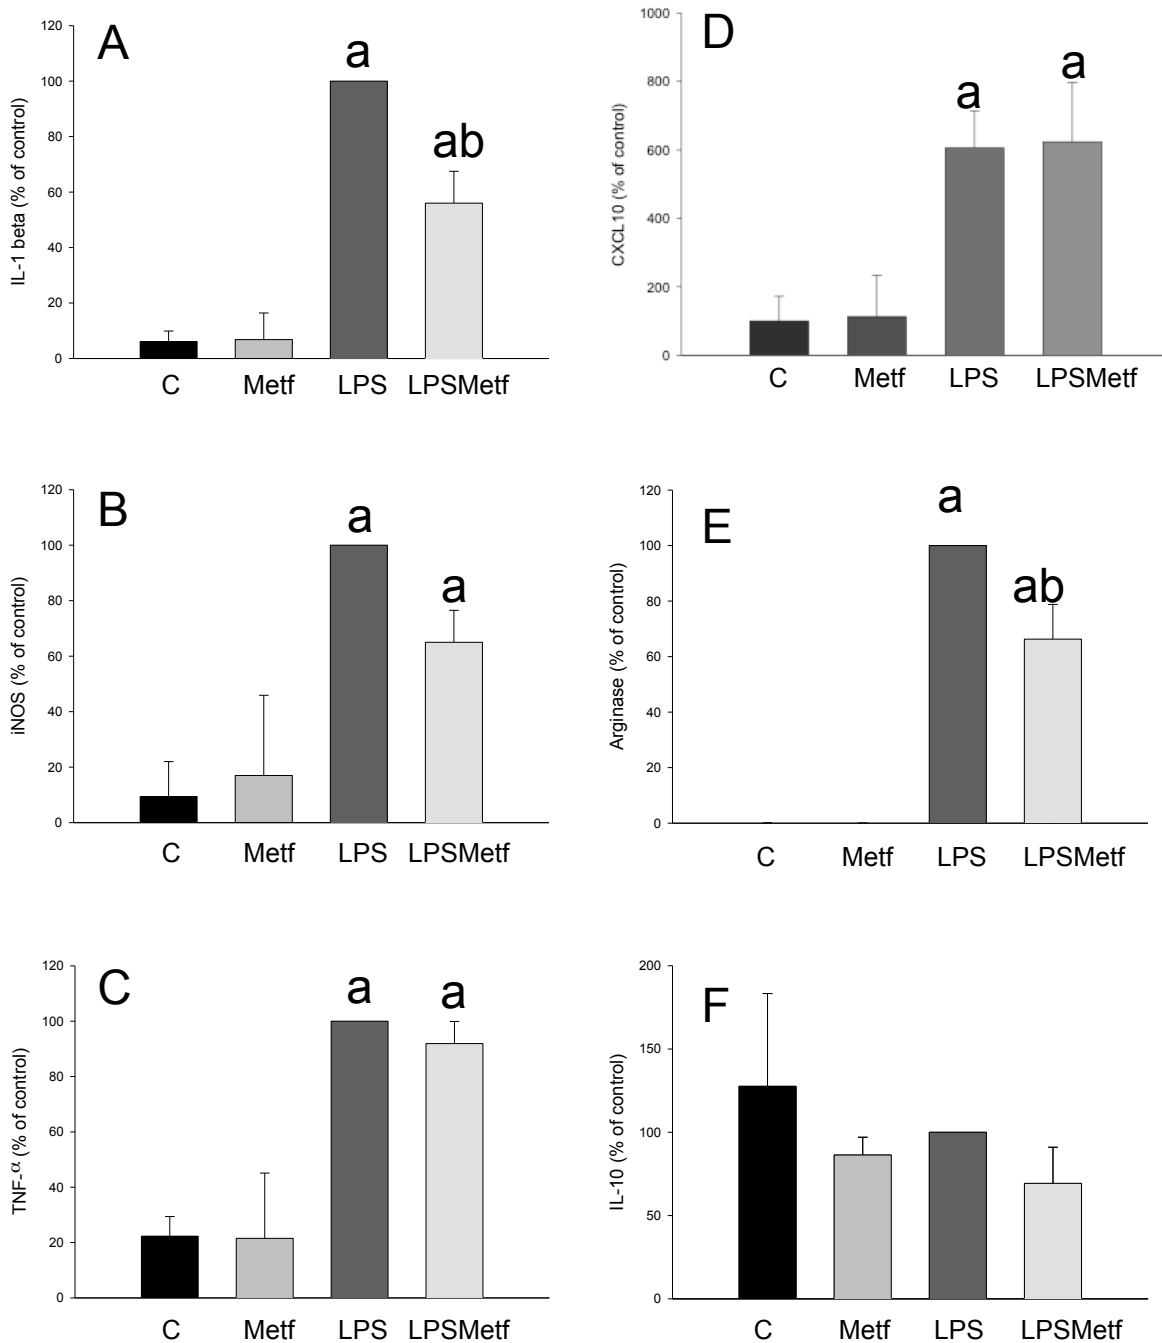 A
IL-1 beta (% of control)
120
100
80
60
40
20
0
a
ab
C
Metf
LPS
LPSMetf
D
CXCL10 (% of control)
1000
800
600
400
200
0
a
a
C
Metf
LPS
LPSMetf
B
iNOS (% of control)
120
100
80
60
40
20
0
a
a
C
Metf
LPS
LPSMetf
E
Arginase (% of control)
120
100
80
60
40
20
0
a
ab
C
Metf
LPS
LPSMetf
C
TNF-α (% of control)
120
100
80
60
40
20
0
a
a
C
Metf
LPS
LPSMetf
F
IL-10 (% of control)
200
150
100
50
0
C
Metf
LPS
LPSMetf